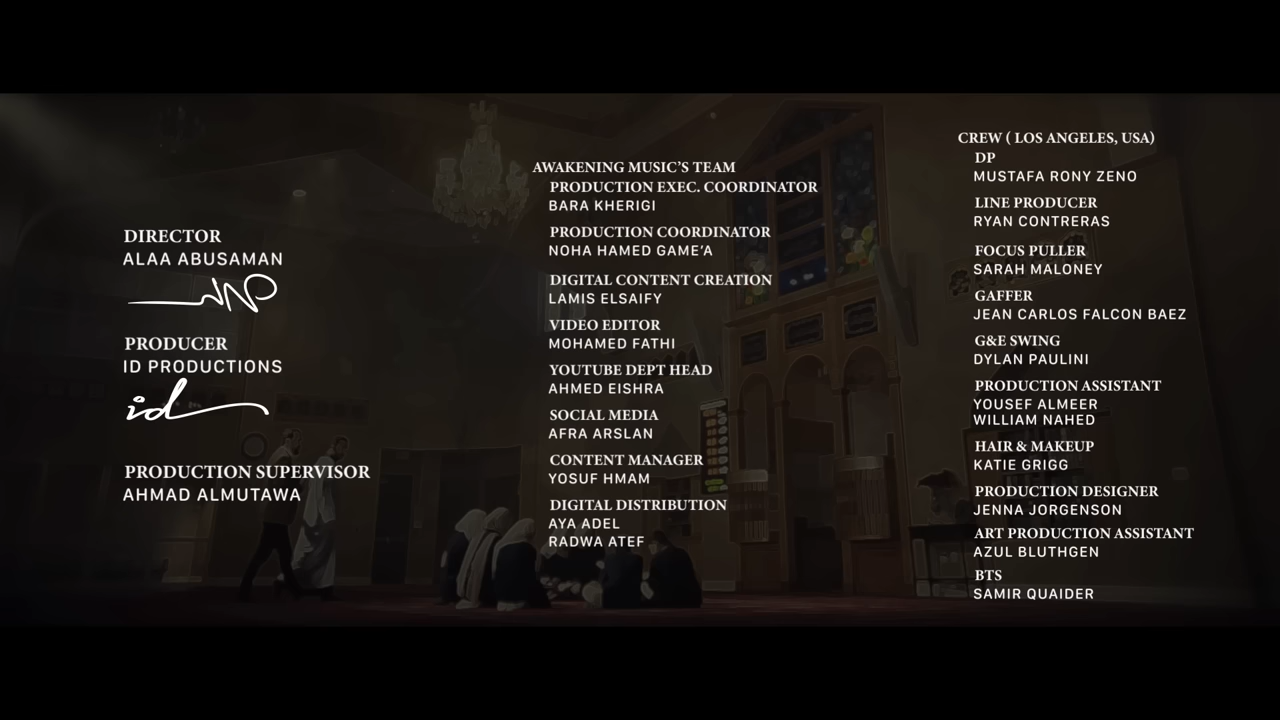 DIRECTOR
ALAA ABUSAMAN
PRODUCER
ID PRODUCTIONS
id
PRODUCTION SUPERVISOR
AHMAD ALMUTAWA
AWAKENING MUSIC'S TEAM
PRODUCTION EXEC. COORDINATOR
BARA KHERIGI
PRODUCTION COORDINATOR
NOHA HAMED GAME'A
DIGITAL CONTENT CREATION
LAMIS ELSAIFY
VIDEO EDITOR
MOHAMED FATHI
YOUTUBE DEPT HEAD
AHMED EISHRA
SOCIAL MEDIA
AFRA ARSLAN
CONTENT MANAGER
YOSUF HMAM
DIGITAL DISTRIBUTION
AYA ADEL
RADWA ATEF
CREW ( LOS ANGELES, USA)
DP
MUSTAFA RONY ZENO
LINE PRODUCER
RYAN CONTRERAS
FOCUS PULLER
SARAH MALONEY
GAFFER
JEAN CARLOS FALCON BAEZ
G&E SWING
DYLAN PAULINI
PRODUCTION ASSISTANT
YOUSEF ALMEER
WILLIAM NAHED
HAIR & MAKEUP
KATIE GRIGG
PRODUCTION DESIGNER
JENNA JORGENSON
ART PRODUCTION ASSISTANT
AZUL BLUTHGEN
BTS
SAMIR QUAIDER